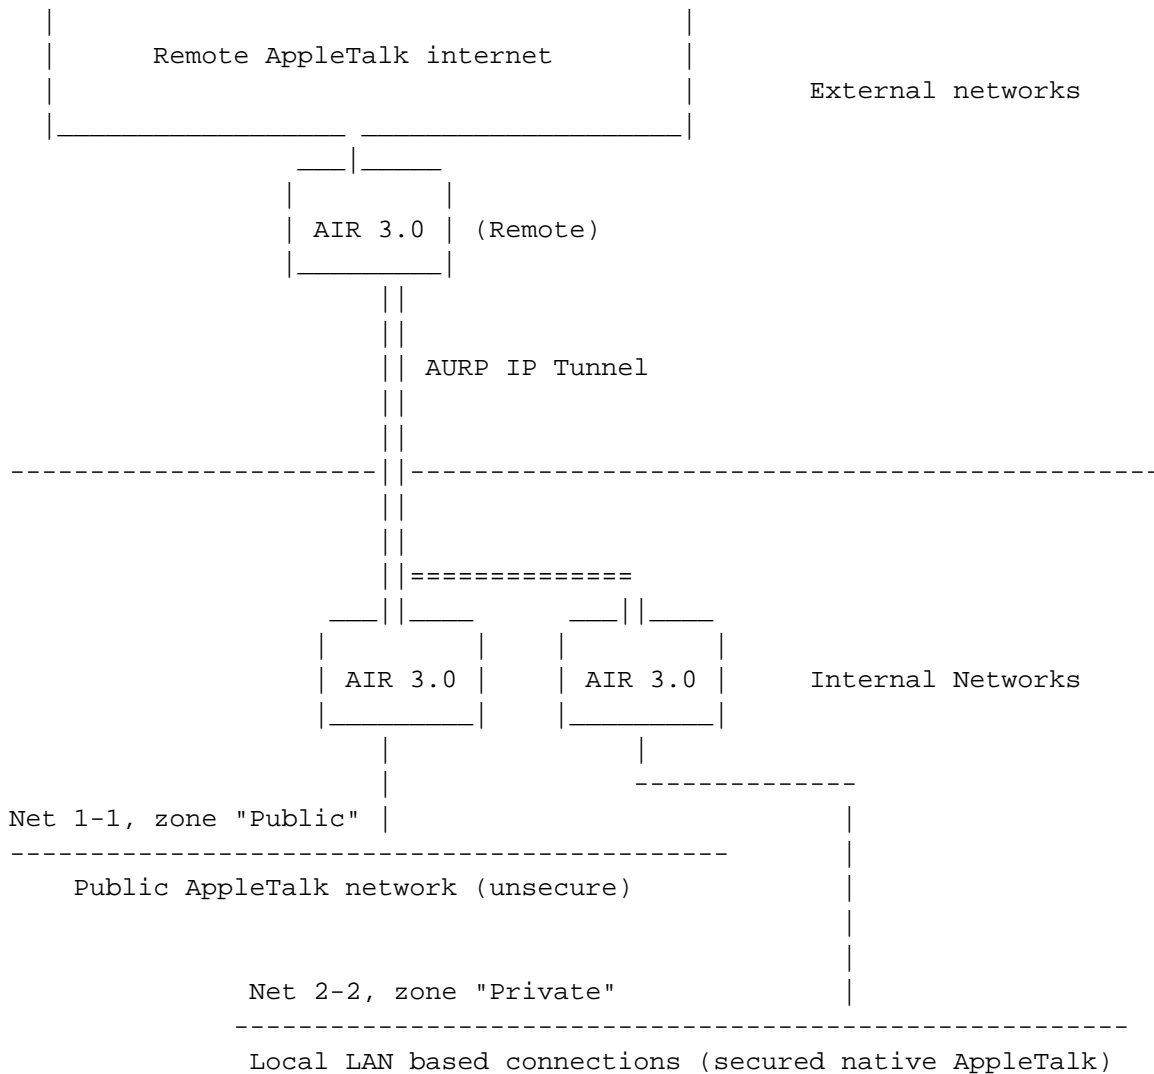 Remote AppleTalk internet
External networks
AIR 3.0 (Remote)
AURP IP Tunnel
AIR 3.0 AIR 3.0 Internal Networks
Net 1-1, zone "Public"
Public AppleTalk network (unsecure)
Net 2-2, zone "Private"
Local LAN based connections (secured native AppleTalk)